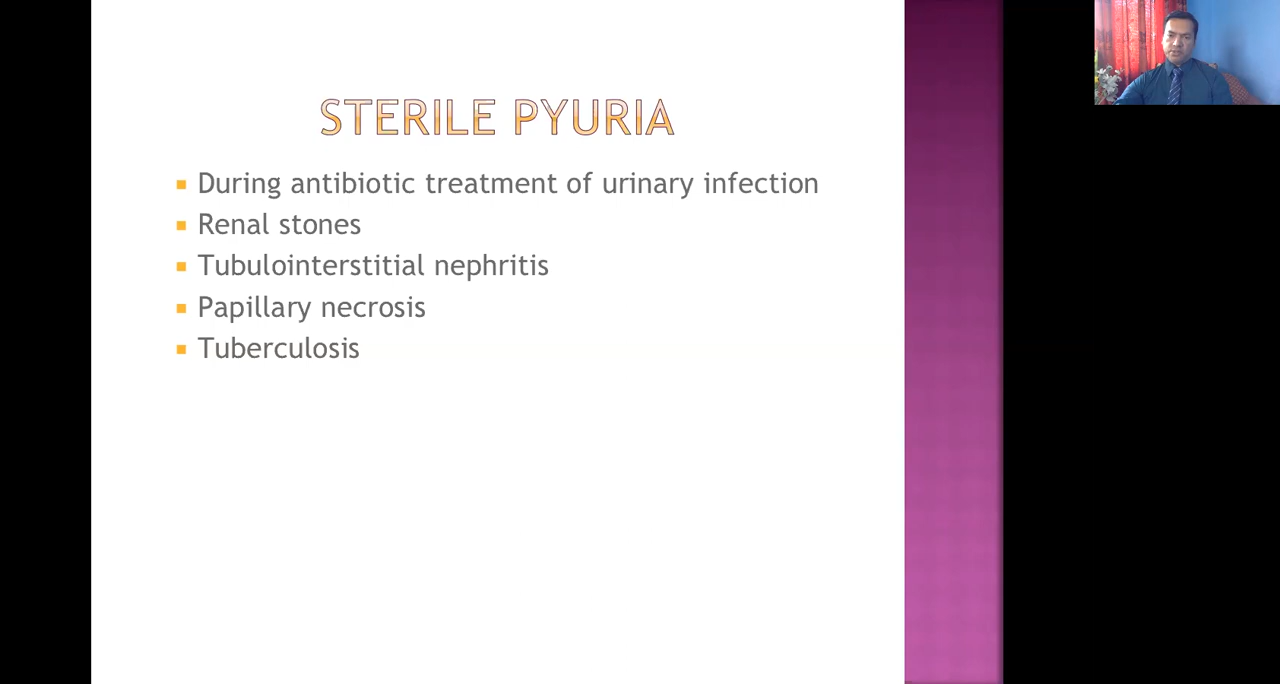 STERILE PYURIA
During antibiotic treatment of urinary infection
Renal stones
Tubulointerstitial nephritis
Papillary necrosis
Tuberculosis